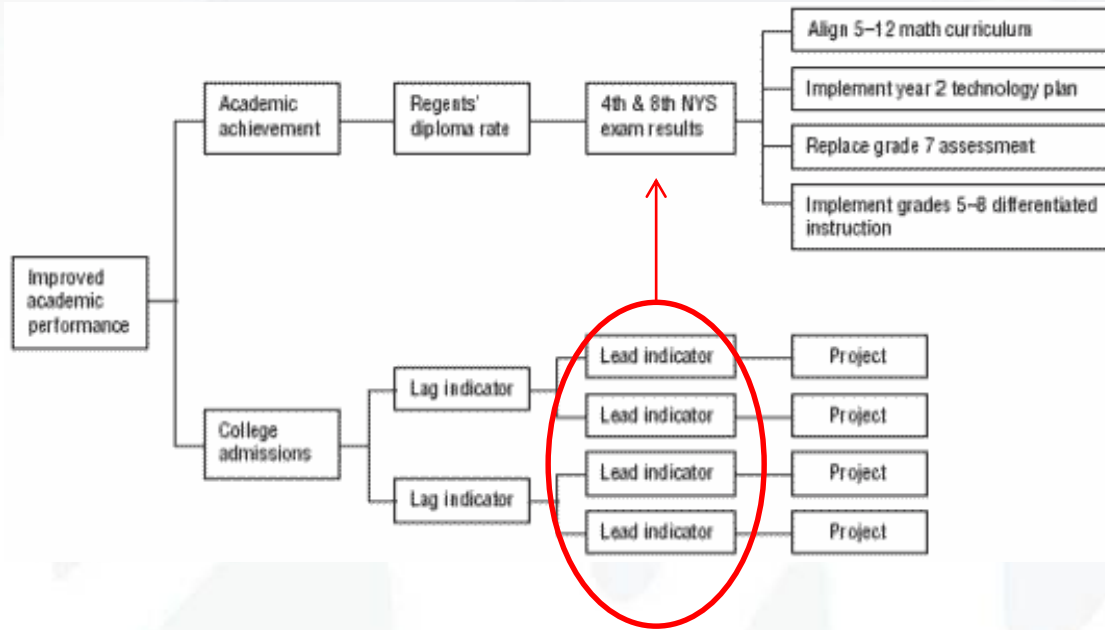 Align 5–12 math curriculum
Implement year 2 technology plan
Replace grade 7 assessment
Implement grades 5–8 differentiated
instruction
Academic
achievement
Regents'
diploma rate
4th & 8th NYS
exam results
Improved
academic
performance
College
admissions
Lag indicator
Lag indicator
Lead indicator
Project
Lead indicator
Project
Lead indicator
Project
Lead indicator
Project